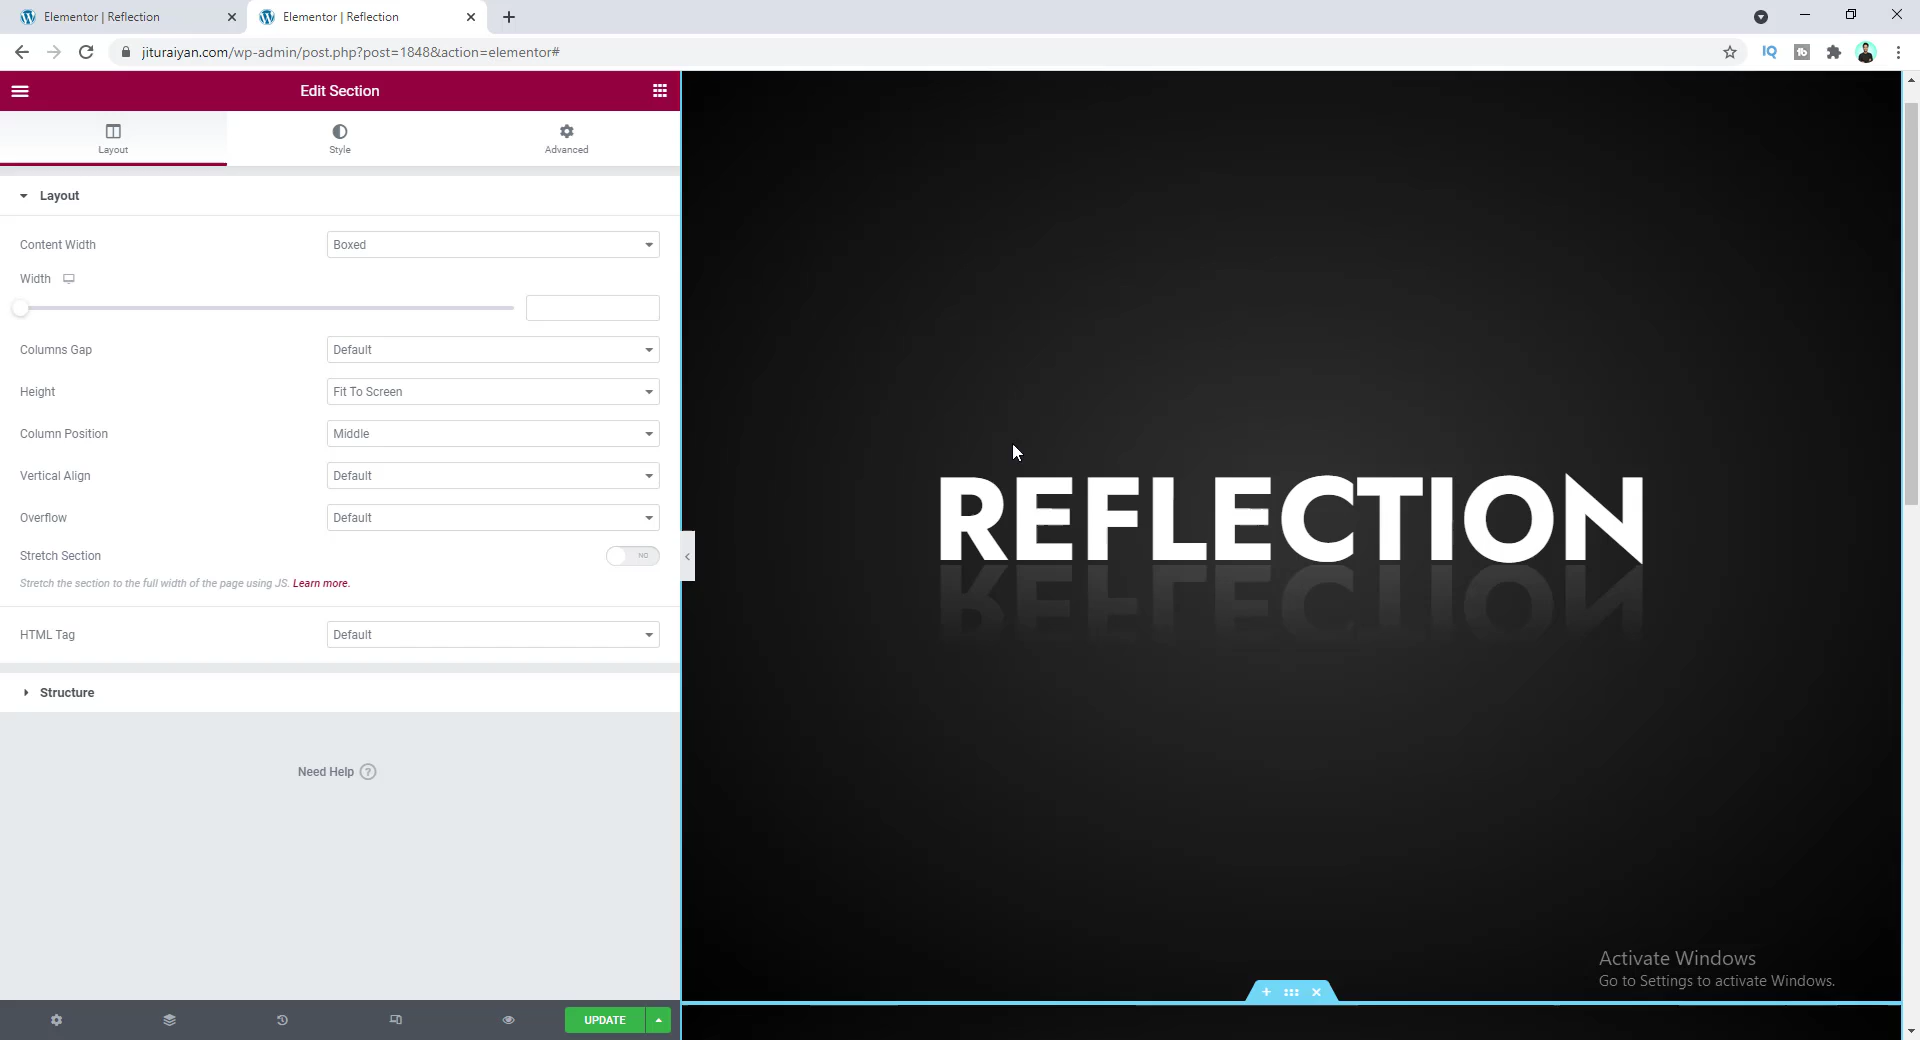 Elementor | Reflection
Elementor | Reflection
jituraiyan.com/wp-admin/post.php?post=1848&action=elementor#
IQ
fb
Edit Section
Layout
Style
Advanced
Layout
Content Width
Boxed
Width
Columns Gap
Default
Height
Fit To Screen
Column Position
Middle
Vertical Align
Default
Overflow
Default
Stretch Section
NO
Stretch the section to the full width of the page using JS. Learn more.
HTML Tag
Default
Structure
Need Help ?
UPDATE
REFLECTION
Activate Windows
Go to Settings to activate Windows.